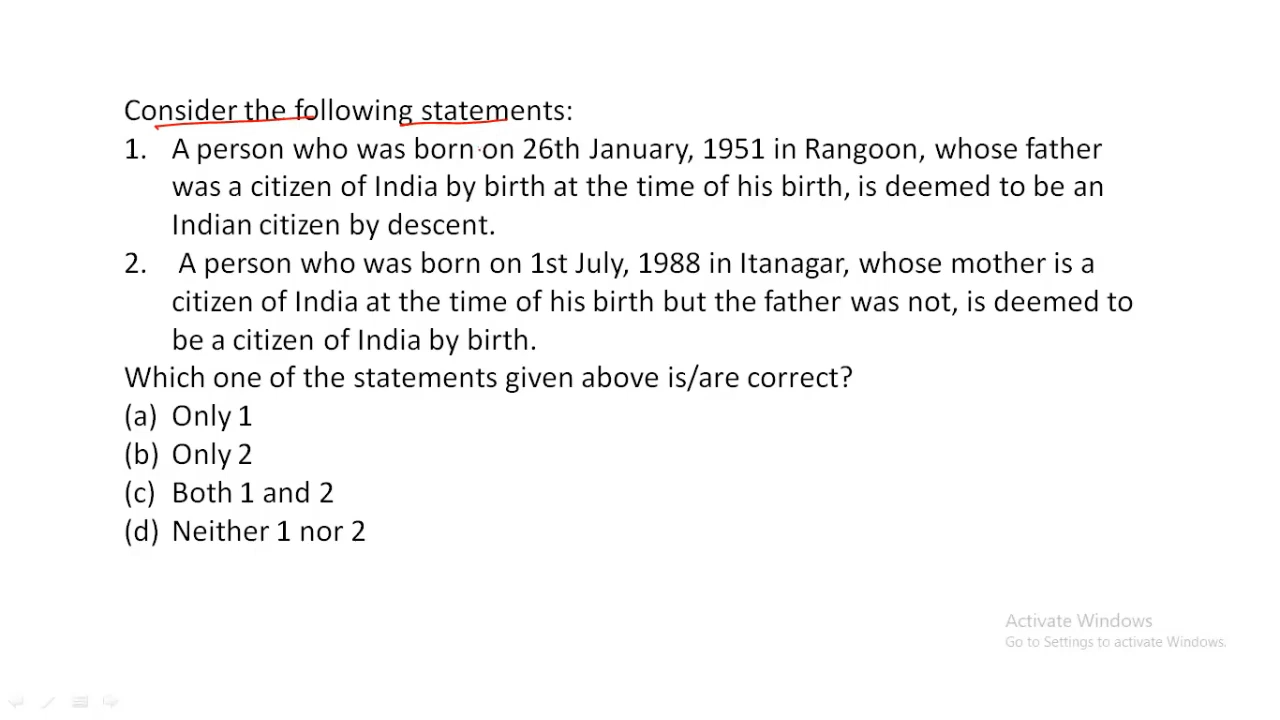 Consider the following statements:
1. A person who was born on 26th January, 1951 in Rangoon, whose father
was a citizen of India by birth at the time of his birth, is deemed to be an
Indian citizen by descent.
2. A person who was born on 1st July, 1988 in Itanagar, whose mother is a
citizen of India at the time of his birth but the father was not, is deemed to
be a citizen of India by birth.
Which one of the statements given above is/are correct?
(a) Only 1
(b) Only 2
(c) Both 1 and 2
(d) Neither 1 nor 2
Activate Windows
Go to Settings to activate Windows.